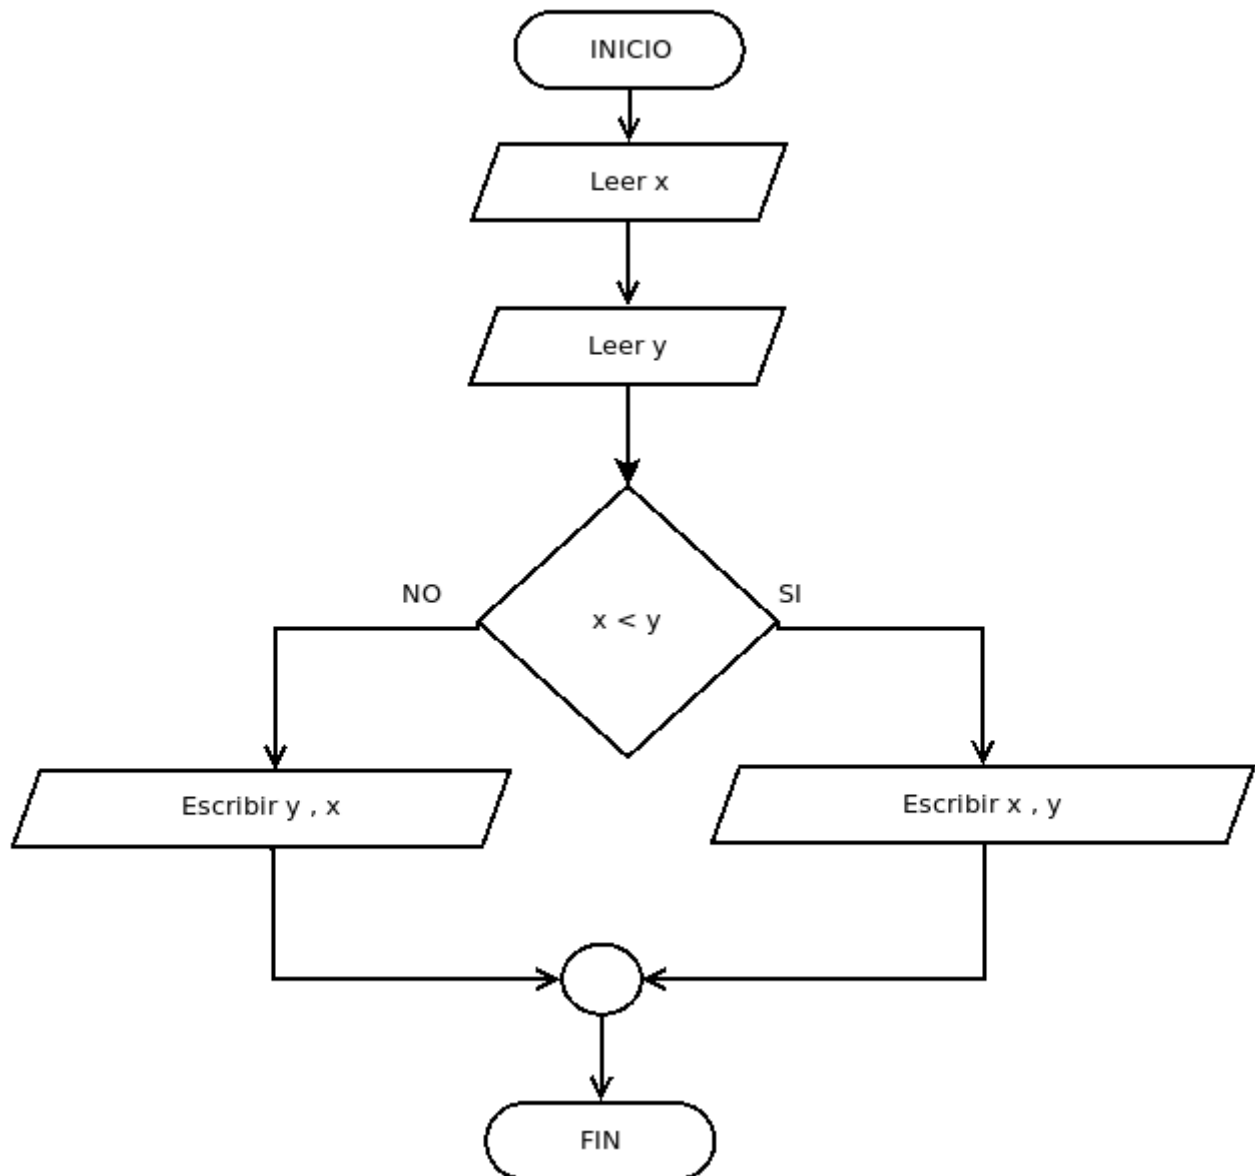 INICIO
Leer x
Leer y
x < y
NO
SI
Escribir y , x
Escribir x , y
FIN